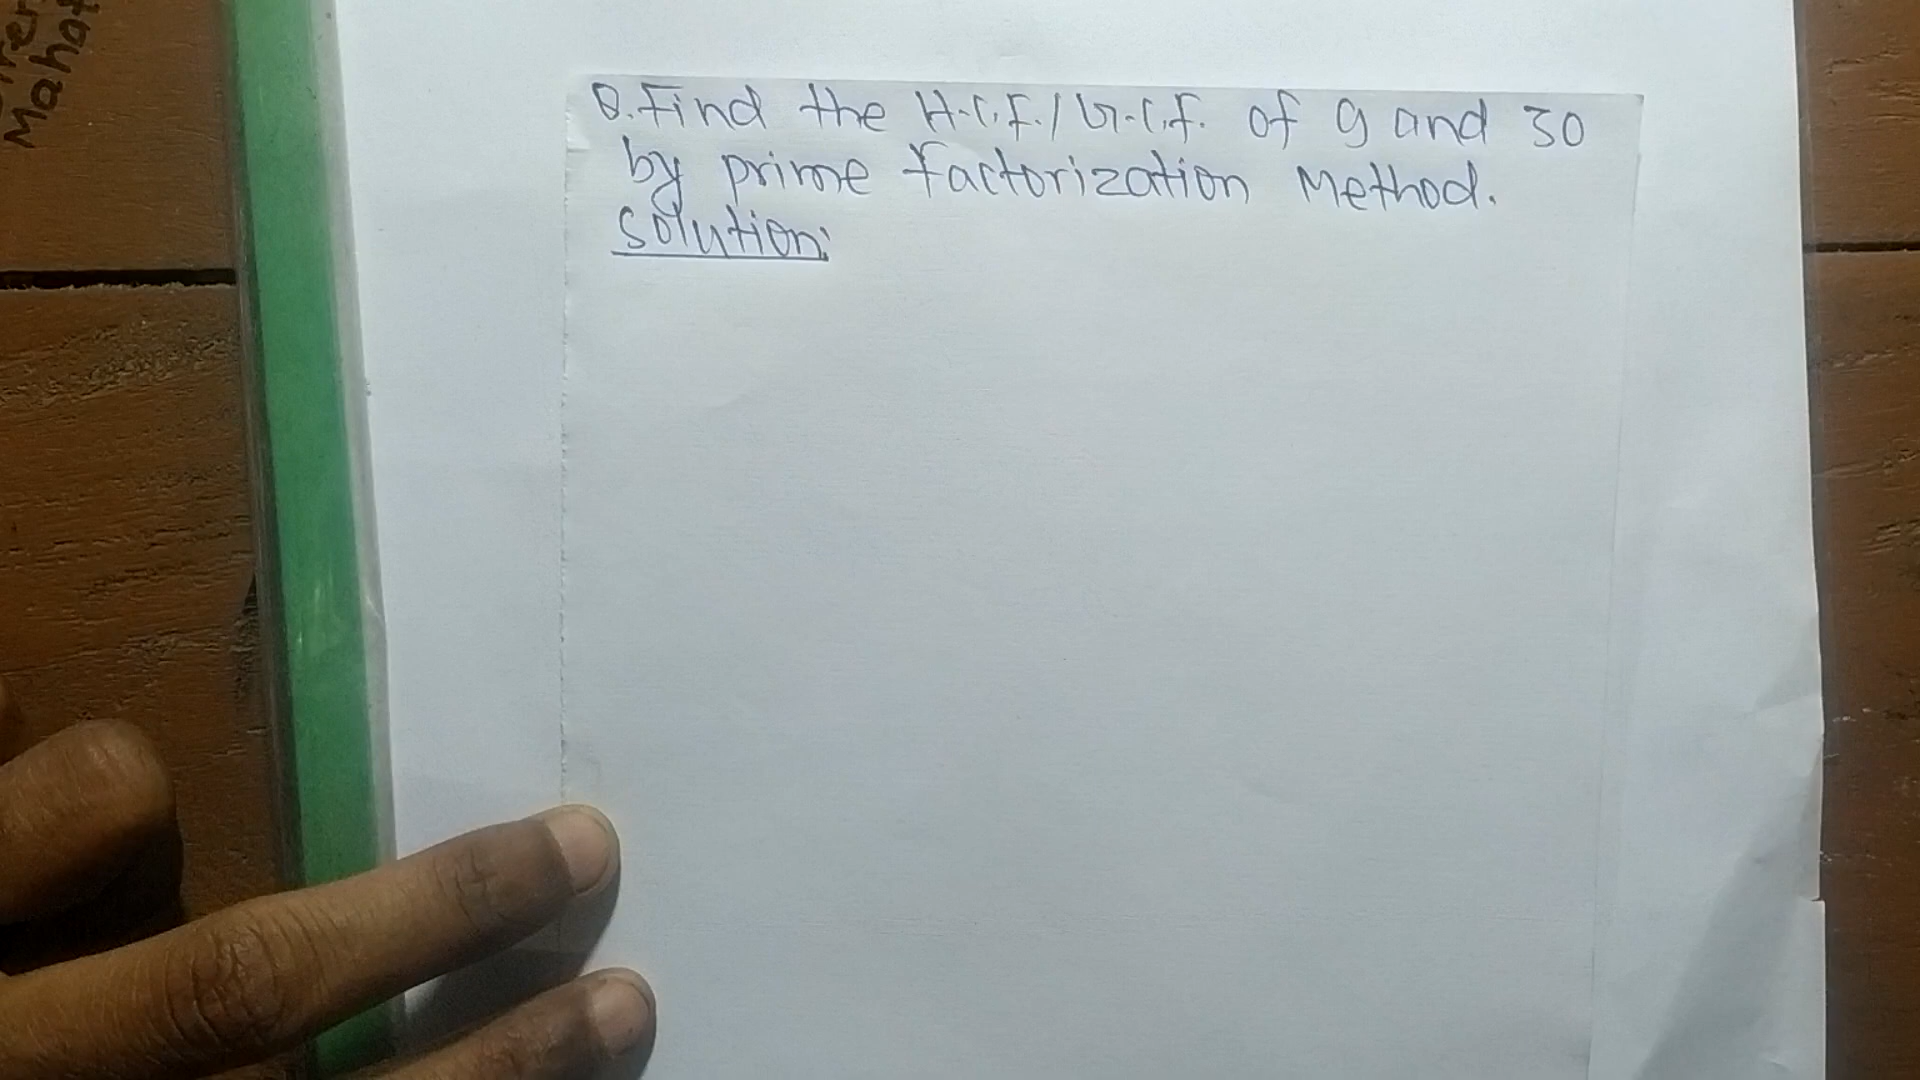 Q. Find the H.C.F./G.C.F. of 9 and 30
by prime factorization Method.
Solution: